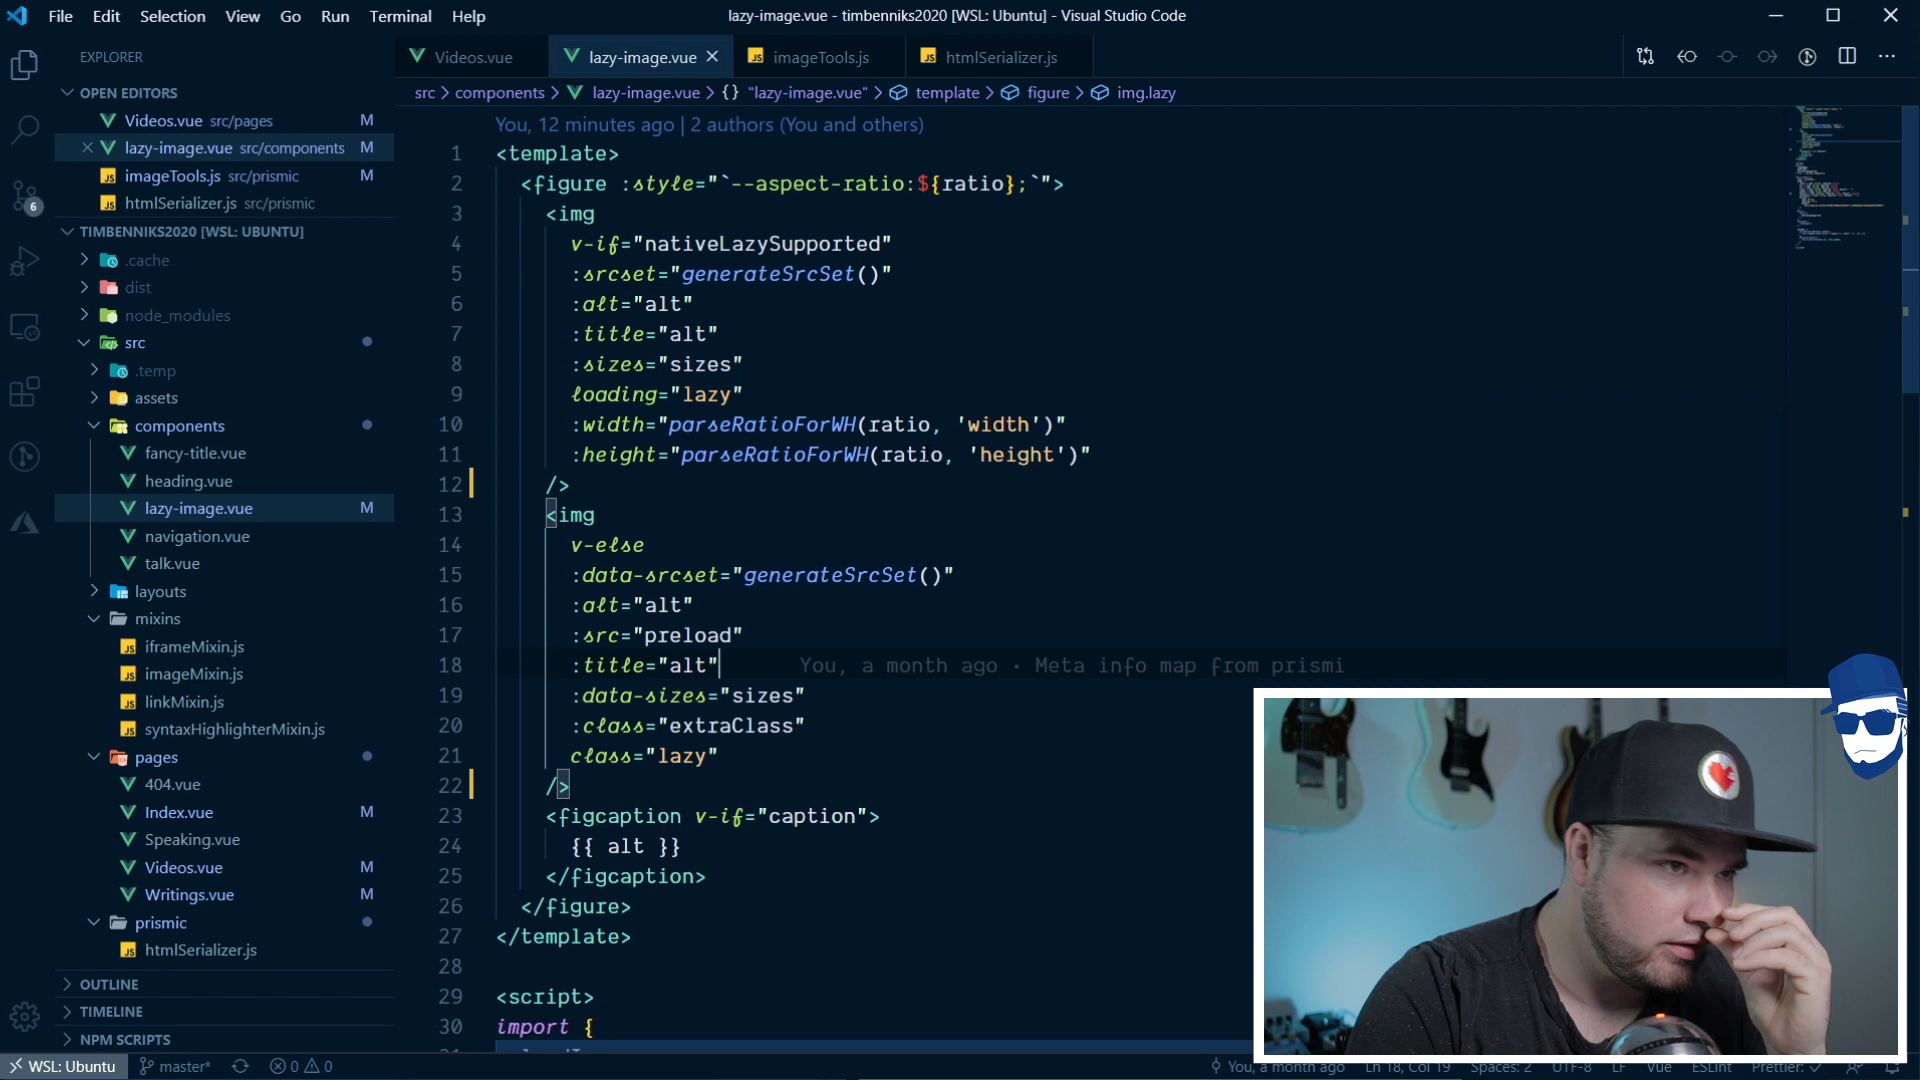 File Edit Selection View Go Run Terminal Help
lazy-image.vue - timbenniks2020 [WSL: Ubuntu] - Visual Studio Code
EXPLORER
OPEN EDITORS
Videos.vue src/pages M
lazy-image.vue src/components M
imageTools.js src/prismic M
htmlSerializer.js src/prismic
TIMBENNIKS2020 [WSL: UBUNTU]
.cache
dist
node_modules
src
.temp
assets
components
fancy-title.vue
heading.vue
lazy-image.vue M
navigation.vue
talk.vue
layouts
mixins
iframeMixin.js
imageMixin.js
linkMixin.js
syntaxHighlighterMixin.js
pages
404.vue
Index.vue M
Speaking.vue
Videos.vue M
Writings.vue M
prismic
htmlSerializer.js
OUTLINE
TIMELINE
NPM SCRIPTS
6
Videos.vue lazy-image.vue imageTools.js htmlSerializer.js
src > components > lazy-image.vue > {} "lazy-image.vue" > template > figure > img.lazy
You, 12 minutes ago | 2 authors (You and others)
1 <template>
2 <figure :style="`--aspect-ratio:${ratio};`">
3 <img
4 v-if="nativeLazySupported"
5 :srcset="generateSrcSet()"
6 :alt="alt"
7 :title="alt"
8 :sizes="sizes"
9 loading="lazy"
10 :width="parseRatioForWH(ratio, 'width')"
11 :height="parseRatioForWH(ratio, 'height')"
12 />
13 <img
14 v-else
15 :data-srcset="generateSrcSet()"
16 :alt="alt"
17 :src="preload"
18 :title="alt" You, a month ago • Meta info map from prismi
19 :data-sizes="sizes"
20 :class="extraClass"
21 class="lazy"
22 />
23 <figcaption v-if="caption">
24 {{ alt }}
25 </figcaption>
26 </figure>
27 </template>
28
29 <script>
30 import {
WSL: Ubuntu master* 0 0 You, a month ago Ln 18, Col 19 Spaces: 2 UTF-8 LF Vue ESLint Prettier: ✓